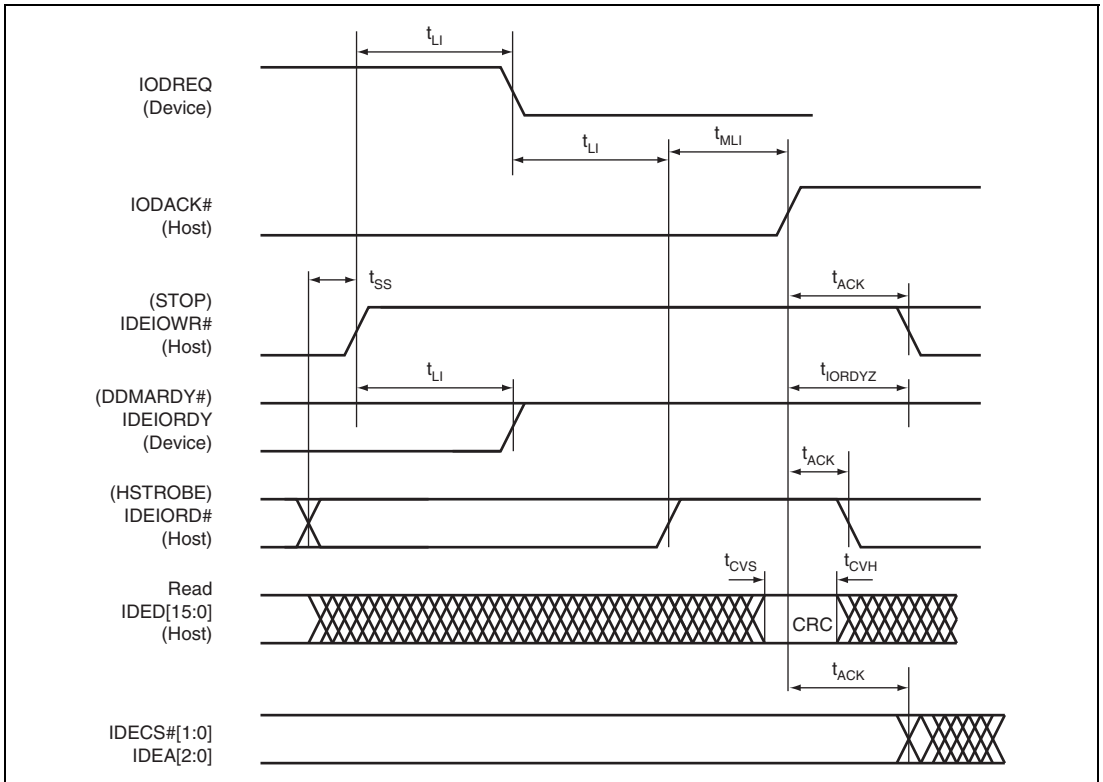 tLI
IODREQ
(Device)
tLI
tMLI
IODACK#
(Host)
tSS
tACK
(STOP)
IDEIOWR#
(Host)
tLI
tIORDYZ
(DDMARDY#)
IDEIORDY
(Device)
tACK
(HSTROBE)
IDEIORD#
(Host)
tCVS
tCVH
Read
IDED[15:0]
(Host)
CRC
tACK
IDECS#[1:0]
IDEA[2:0]